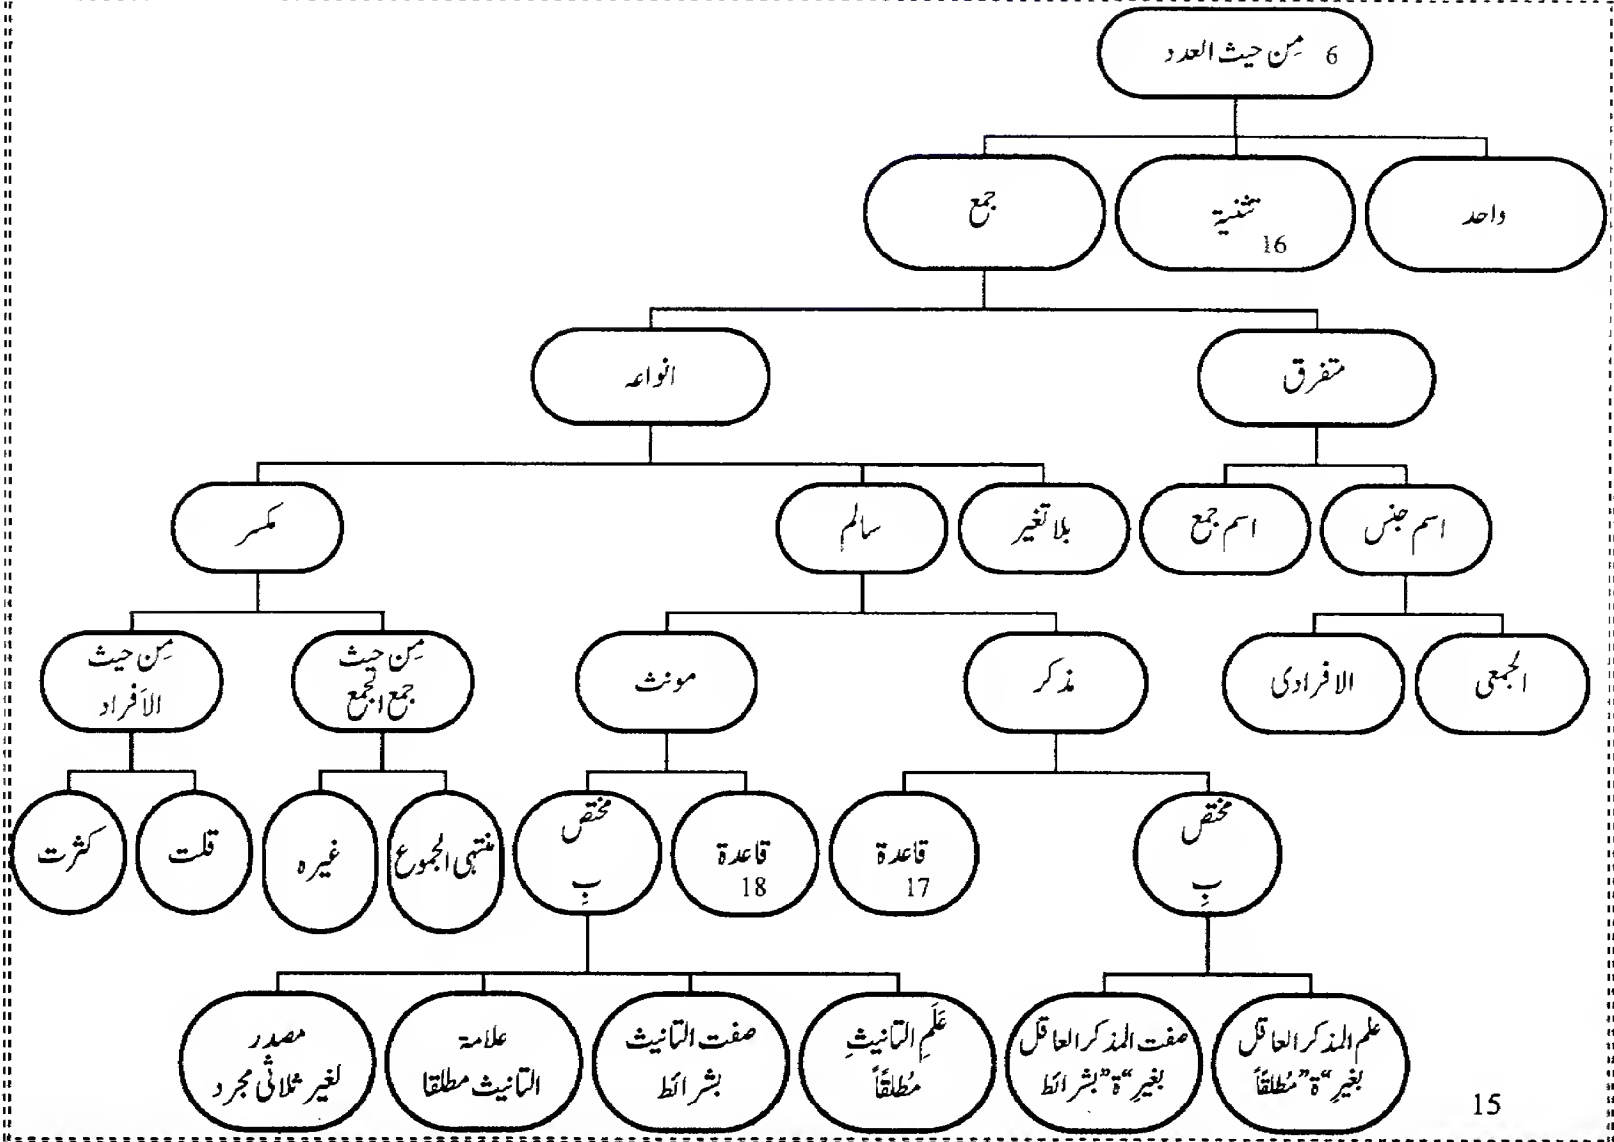 6 مِن حیث العدد
واحد
تثنیۃ
16
جمع
متفرق
انواعہ
اسم جنس
اسم جمع
بلا تغیر
سالم
مکسر
الجمعی
الافرادی
مذکر
مونث
مِن حیث
جمع الجمع
مِن حیث
الاَفراد
مختص
بِ
قاعدۃ
17
قاعدۃ
18
مختص
بِ
منتہی الجموع
غیرہ
قلت
کثرت
علم المذکر العاقل
بغیرِ “ۃ” مُطلقاً
صفت المذکر العاقل
بغیرِ “ۃ” بشرائط
عَلَمِ التانیثِ
مُطلقاً
صفت التانیث
بشرائط
علامۃ
التانیث مطلقا
مصدر
لغیر ثلاثی مجرد
15